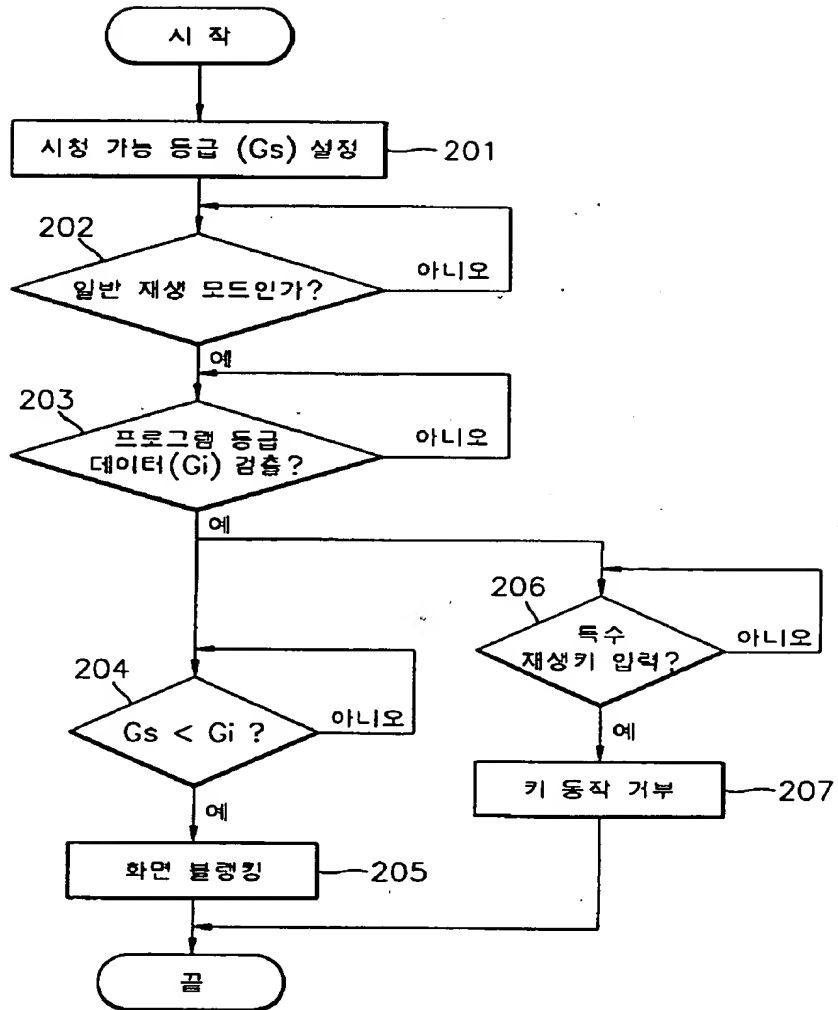 시 작
시청 가능 등급 (Gs) 설정
201
202
일반 재생 모드인가?
아니오
예
203
프로그램 등급
데이터(Gi) 검출?
아니오
예
206
특수
재생키 입력?
아니오
예
204
Gs < Gi ?
아니오
예
키 동작 거부
207
화면 블랭킹
205
끝